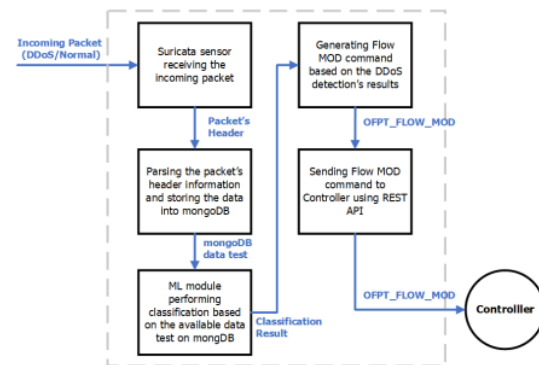 Incoming Packet
(DDoS/Normal)
Suricata sensor
receiving the
incoming packet
Packet's
Header
Parsing the packet's
header information
and storing the data
into mongoDB
mongoDB
data test
ML module
performing
classification based
on the available data
test on mongDB
Classification
Result
Generating Flow
MOD command
based on the DDoS
detection's results
OFPT_FLOW_MOD
Sending Flow MOD
command to
Controller using REST
API
OFPT_FLOW_MOD
Controlller